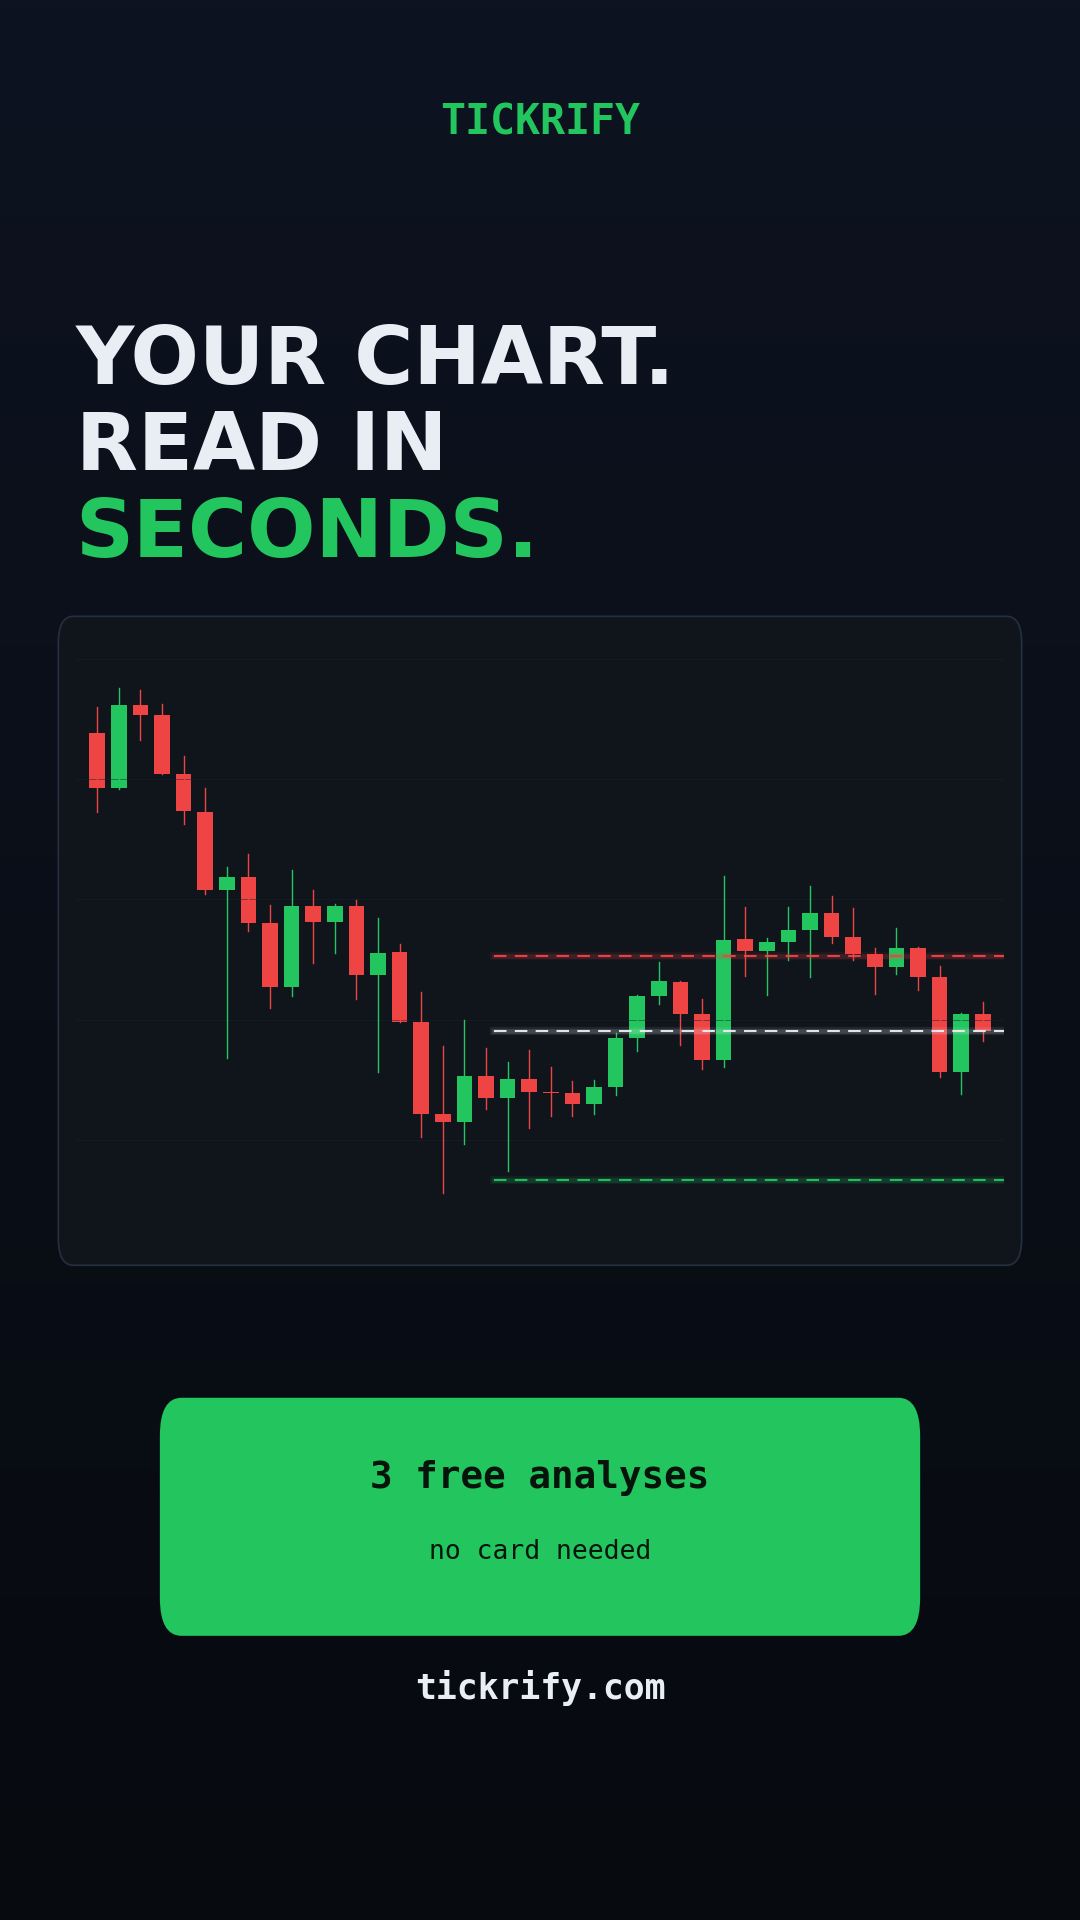 TICKRIFY
YOUR CHART.
READ IN
SECONDS.
3 free analyses
no card needed
tickrify.com